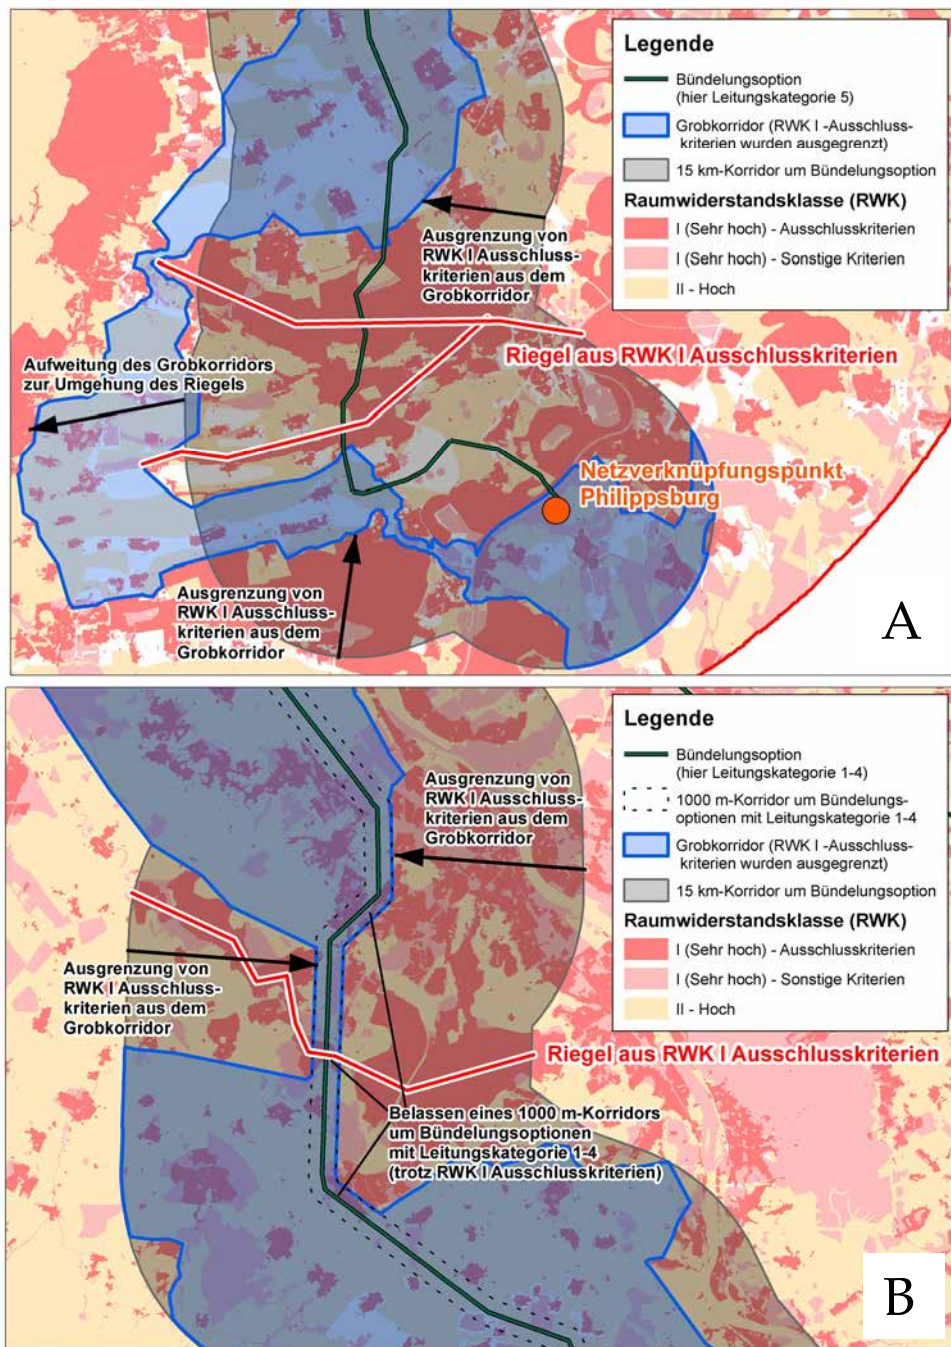 Legende
Bündelungsoption
(hier Leitungskategorie 5)
Grobkorridor (RWK I -Ausschluss-
kriterien wurden ausgegrenzt)
15 km-Korridor um Bündelungsoption
Raumwiderstandsklasse (RWK)
I (Sehr hoch) - Ausschlusskriterien
I (Sehr hoch) - Sonstige Kriterien
II - Hoch
Ausgrenzung von
RWK I Ausschluss-
kriterien aus dem
Grobkorridor
Riegel aus RWK I Ausschlusskriterien
Aufweitung des Grobkorridors
zur Umgehung des Riegels
Netzverknüpfungspunkt
Philippsburg
Ausgrenzung von
RWK I Ausschluss-
kriterien aus dem
Grobkorridor
A
Legende
Bündelungsoption
(hier Leitungskategorie 1-4)
1000 m-Korridor um Bündelungs-
optionen mit Leitungskategorie 1-4
Grobkorridor (RWK I -Ausschluss-
kriterien wurden ausgegrenzt)
15 km-Korridor um Bündelungsoption
Raumwiderstandsklasse (RWK)
I (Sehr hoch) - Ausschlusskriterien
I (Sehr hoch) - Sonstige Kriterien
II - Hoch
Ausgrenzung von
RWK I Ausschluss-
kriterien aus dem
Grobkorridor
Ausgrenzung von
RWK I Ausschluss-
kriterien aus dem
Grobkorridor
Riegel aus RWK I Ausschlusskriterien
Belassen eines 1000 m-Korridors
um Bündelungsoptionen
mit Leitungskategorie 1-4
(trotz RWK I Ausschlusskriterien)
B